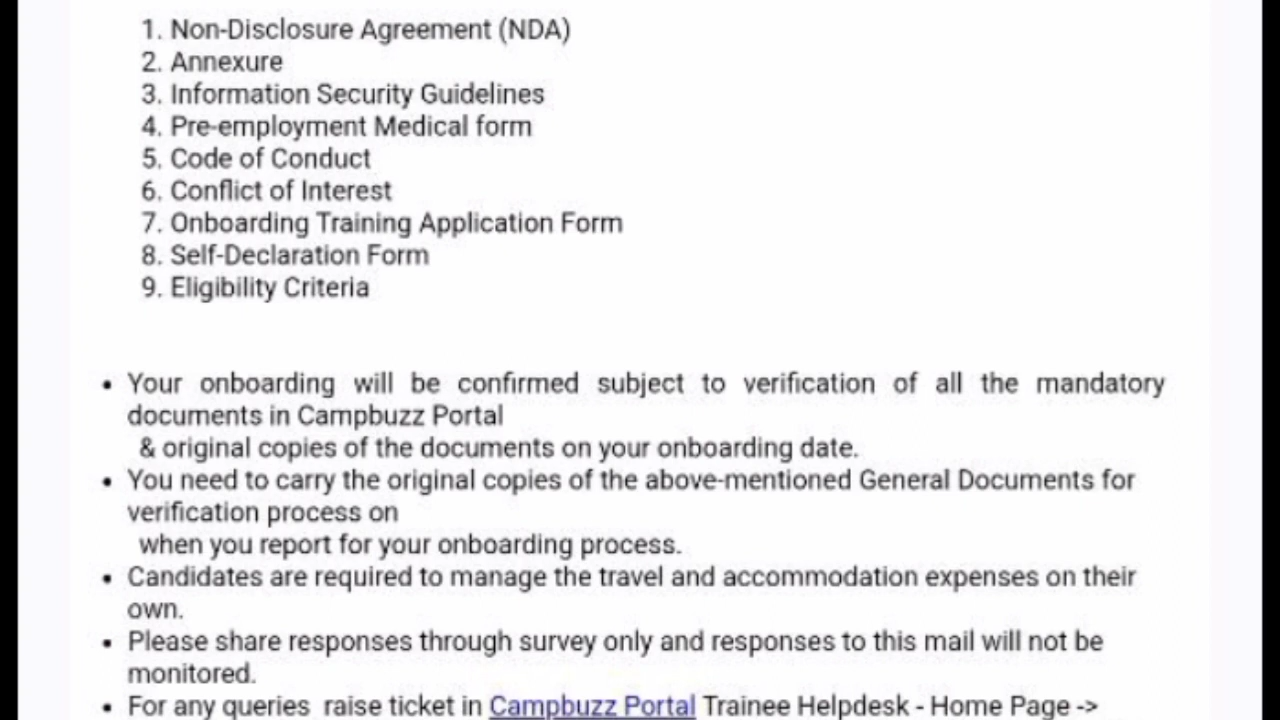 1. Non-Disclosure Agreement (NDA)
2. Annexure
3. Information Security Guidelines
4. Pre-employment Medical form
5. Code of Conduct
6. Conflict of Interest
7. Onboarding Training Application Form
8. Self-Declaration Form
9. Eligibility Criteria
• Your onboarding will be confirmed subject to verification of all the mandatory
documents in Campbuzz Portal
& original copies of the documents on your onboarding date.
• You need to carry the original copies of the above-mentioned General Documents for
verification process on
when you report for your onboarding process.
• Candidates are required to manage the travel and accommodation expenses on their
own.
• Please share responses through survey only and responses to this mail will not be
monitored.
• For any queries raise ticket in Campbuzz Portal Trainee Helpdesk - Home Page ->